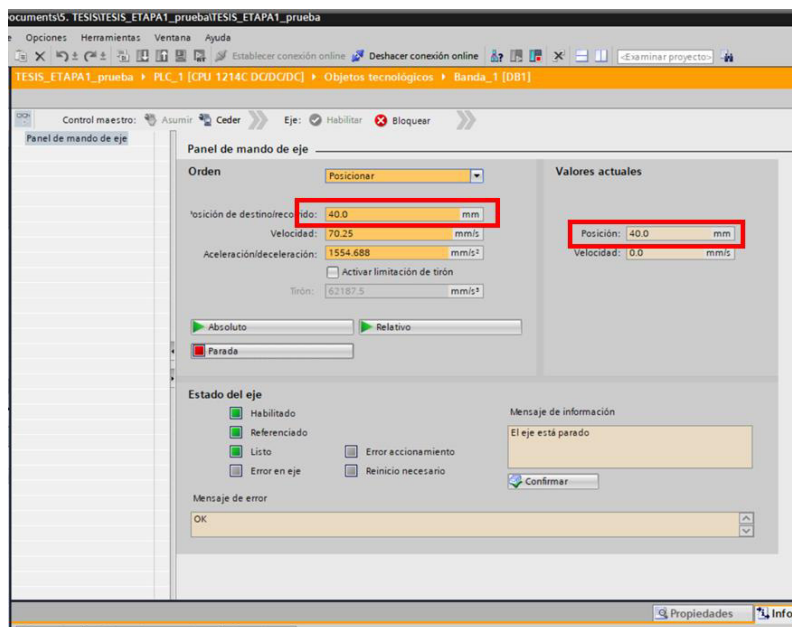 ocuments\5. TESIS\TESIS_ETAPA1_prueba\TESIS_ETAPA1_prueba
Opciones Herramientas Ventana Ayuda
Establecer conexión online Deshacer conexión online <Examinar proyecto>
TESIS_ETAPA1_prueba PLC_1 [CPU 1214C DC/DC/DC] Objetos tecnológicos Banda_1 [DB1]
Control maestro: Asumir Ceder Eje: Habilitar Bloquear
Panel de mando de eje
Panel de mando de eje
Orden
Posicionar
Valores actuales
osición de destino/recorrido: 40.0 mm
Posición: 40.0 mm
Velocidad: 70.25 mm/s
Velocidad: 0.0 mm/s
Aceleración/deceleración: 1554.688 mm/s²
Activar limitación de tirón
Tirón: 62187.5 mm/s³
Absoluto Relativo
Parada
Estado del eje
Habilitado
Mensaje de información
Referenciado
El eje está parado
Listo Error accionamiento
Error en eje Reinicio necesario
Confirmar
Mensaje de error
OK
Propiedades Info